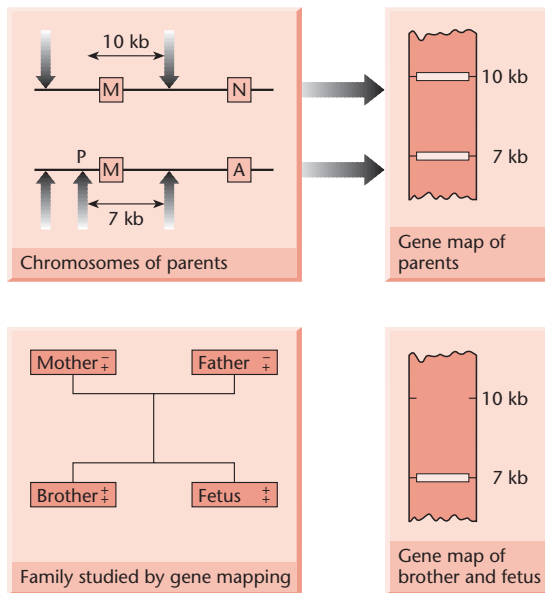 10 kb
M
N
P
M
A
7 kb
Chromosomes of parents
10 kb
7 kb
Gene map of
parents
Mother −
+
Father −
+
Brother +
+
Fetus +
+
Family studied by gene mapping
10 kb
7 kb
Gene map of
brother and fetus